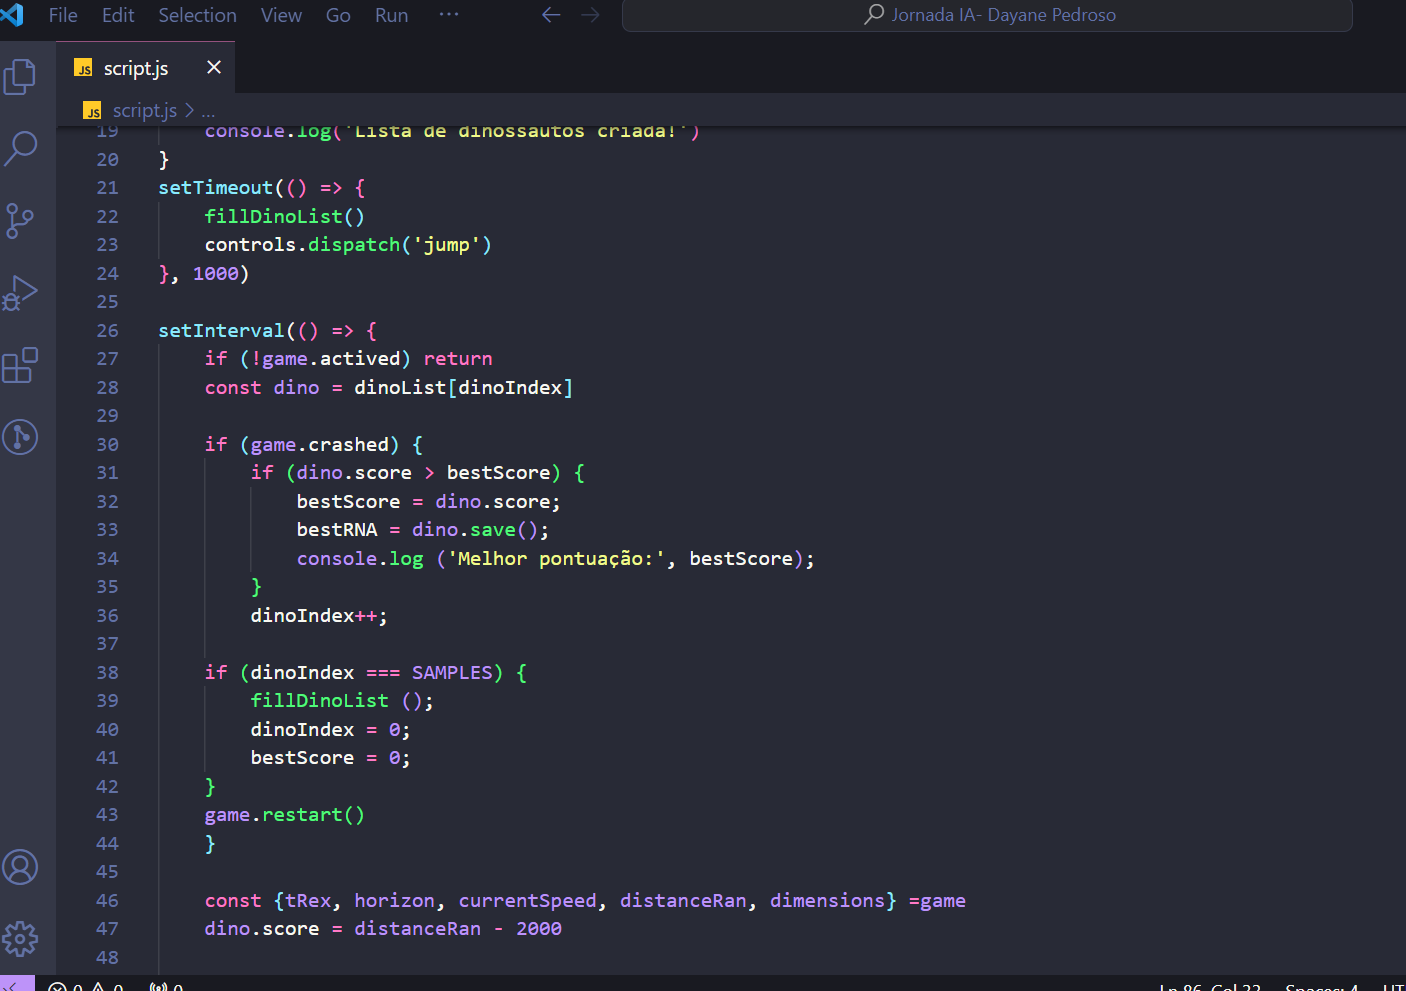 File Edit Selection View Go Run ···
Jornada IA- Dayane Pedroso
JS script.js
JS script.js > ...
19 console.log('Lista de dinossautos criada!')
20 }
21 setTimeout(() => {
22 fillDinoList()
23 controls.dispatch('jump')
24 }, 1000)
25
26 setInterval(() => {
27 if (!game.actived) return
28 const dino = dinoList[dinoIndex]
29
30 if (game.crashed) {
31 if (dino.score > bestScore) {
32 bestScore = dino.score;
33 bestRNA = dino.save();
34 console.log ('Melhor pontuação:', bestScore);
35 }
36 dinoIndex++;
37
38 if (dinoIndex === SAMPLES) {
39 fillDinoList ();
40 dinoIndex = 0;
41 bestScore = 0;
42 }
43 game.restart()
44 }
45
46 const {tRex, horizon, currentSpeed, distanceRan, dimensions} =game
47 dino.score = distanceRan - 2000
48
0 0 0 Ln 86, Col 33 Spaces: 4 UT